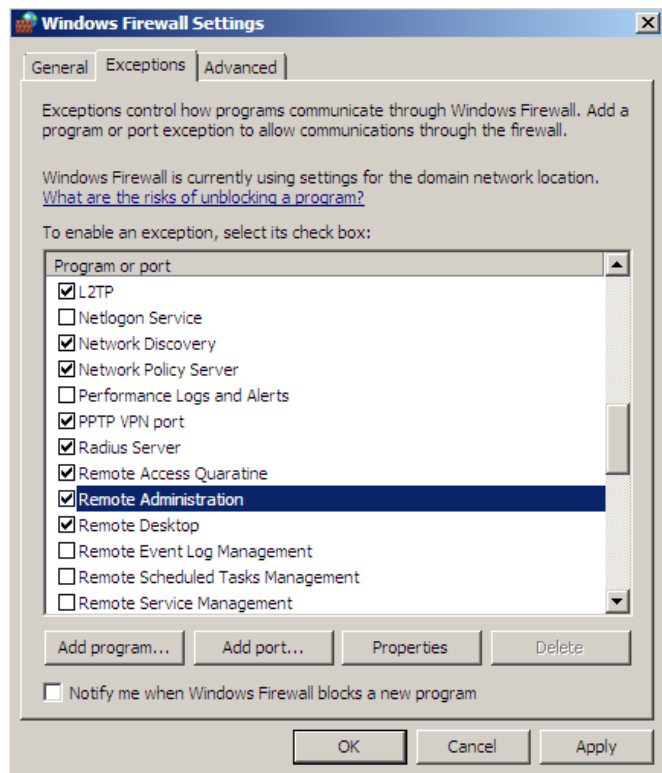 Windows Firewall Settings
General Exceptions Advanced
Exceptions control how programs communicate through Windows Firewall. Add a
program or port exception to allow communications through the firewall.
Windows Firewall is currently using settings for the domain network location.
What are the risks of unblocking a program?
To enable an exception, select its check box:
Program or port
L2TP
Netlogon Service
Network Discovery
Network Policy Server
Performance Logs and Alerts
PPTP VPN port
Radius Server
Remote Access Quaratine
Remote Administration
Remote Desktop
Remote Event Log Management
Remote Scheduled Tasks Management
Remote Service Management
Add program... Add port... Properties Delete
Notify me when Windows Firewall blocks a new program
OK Cancel Apply